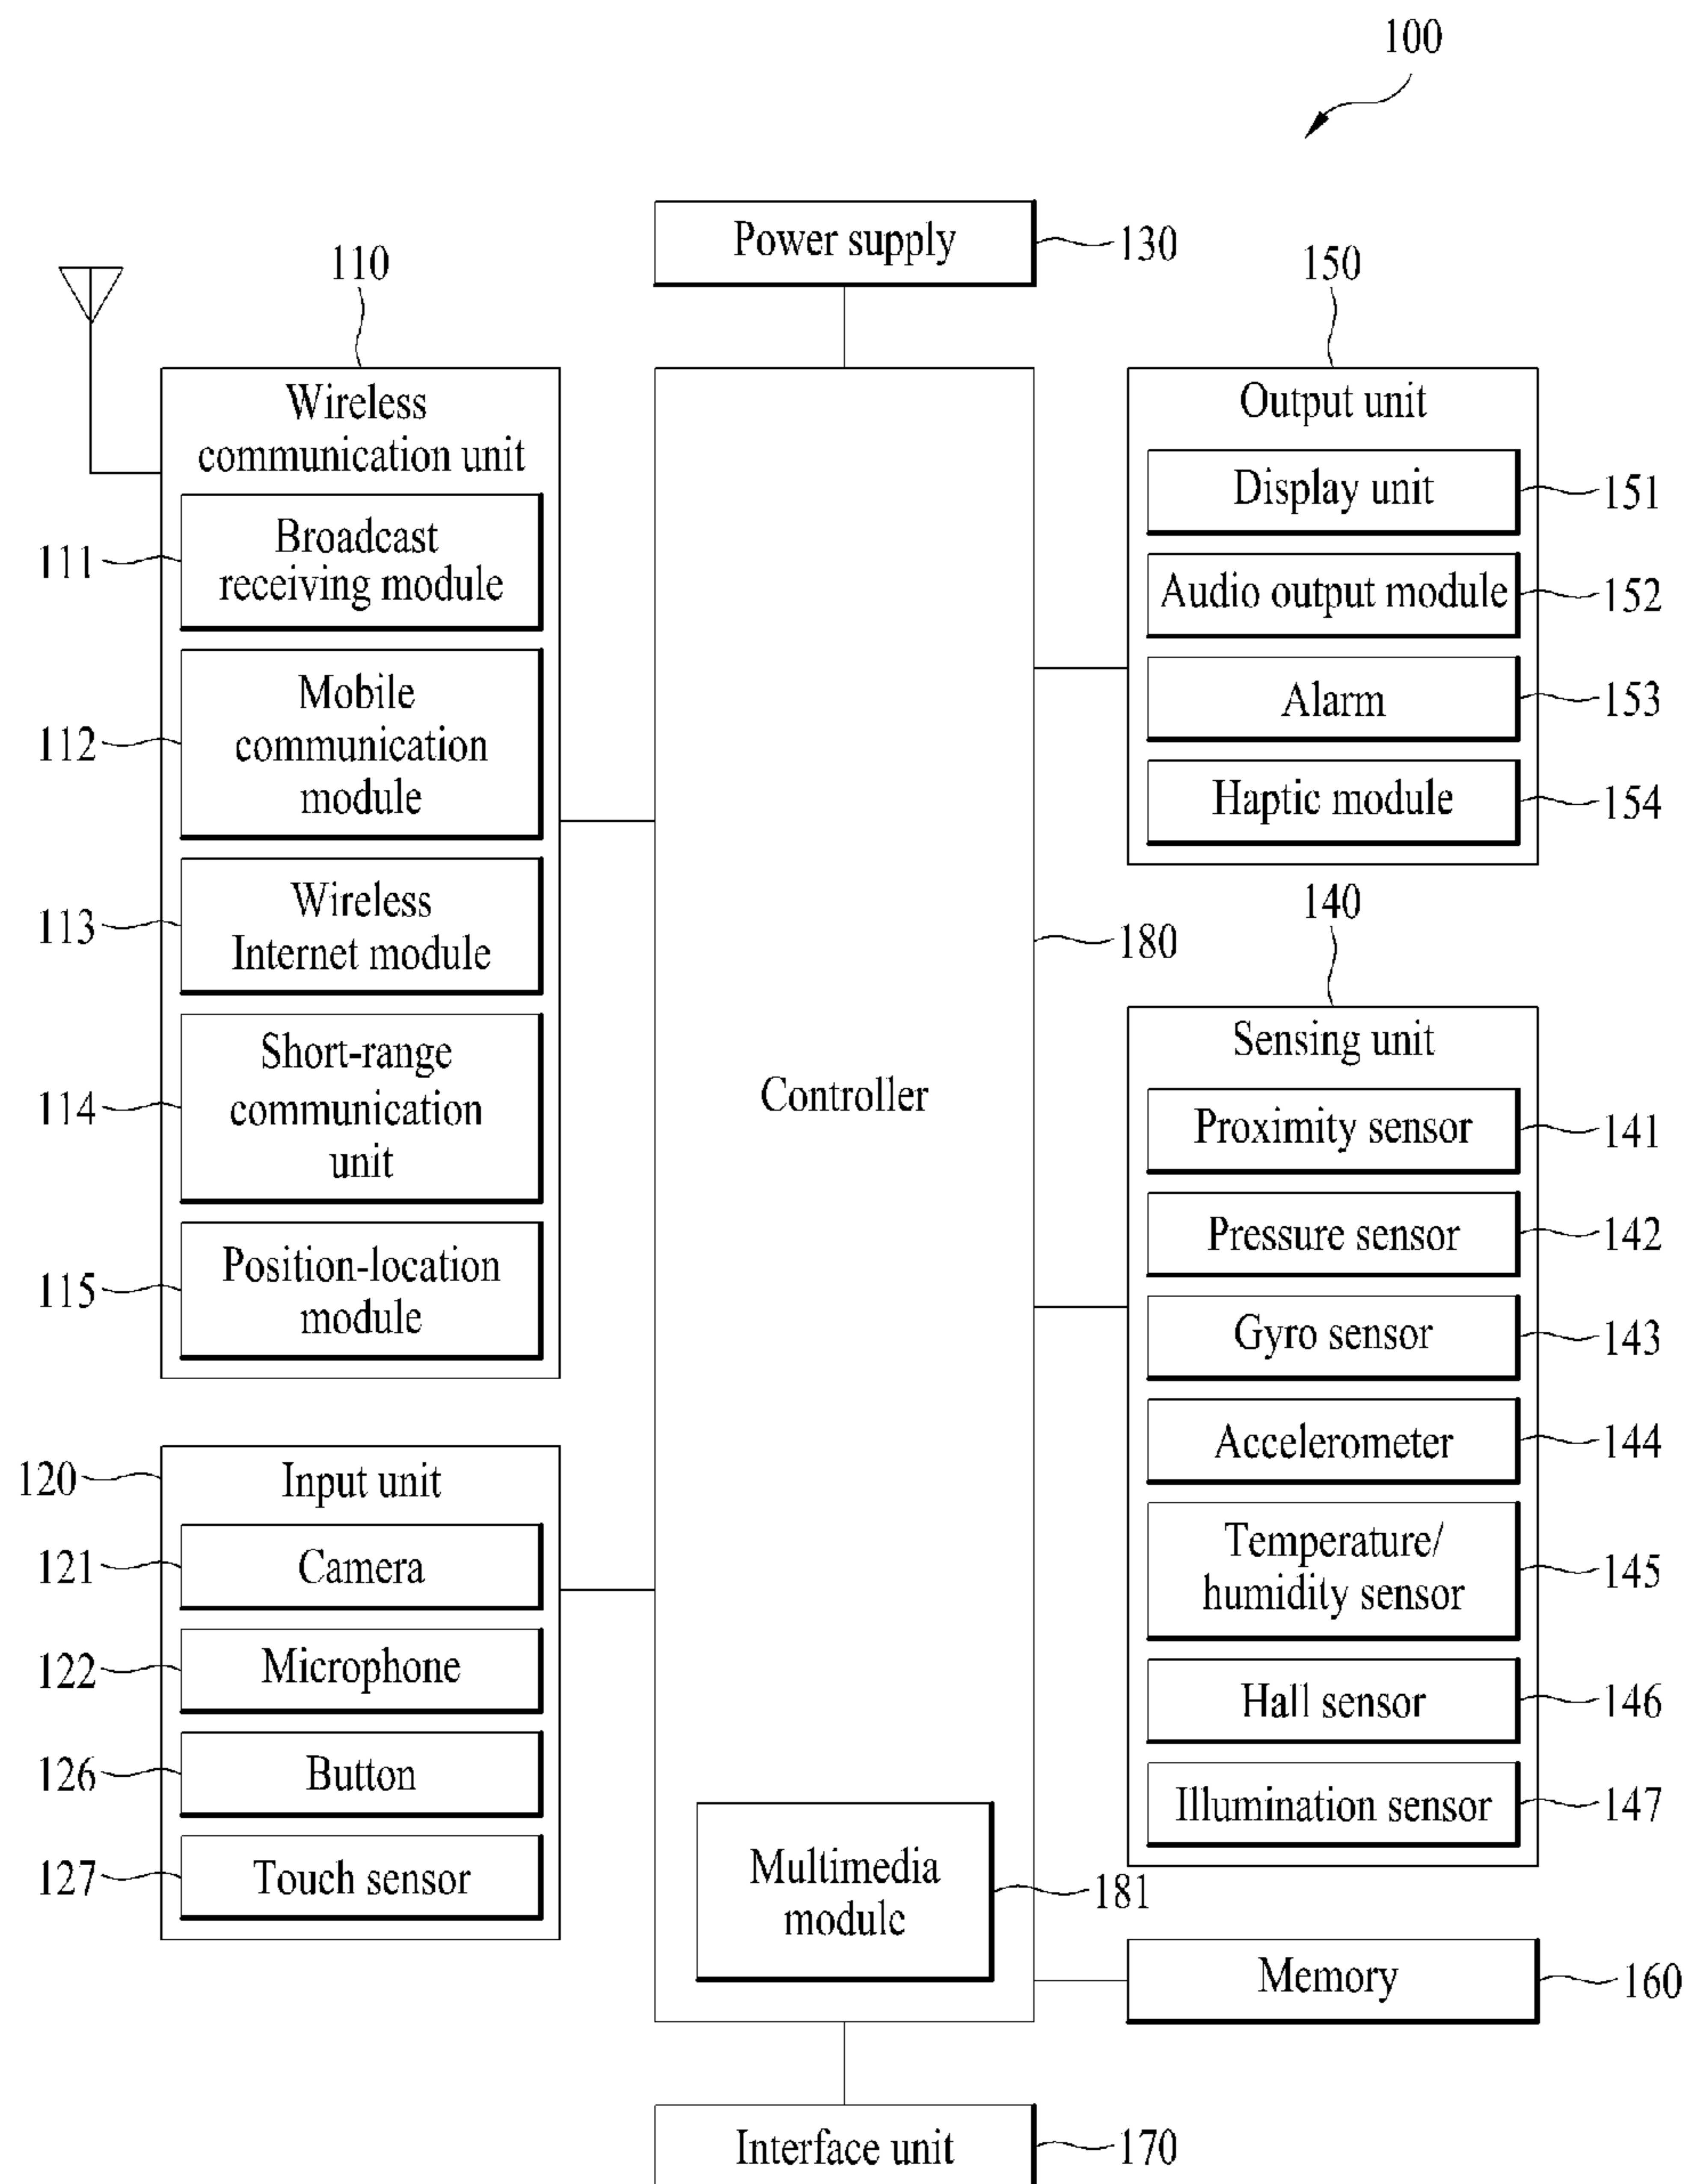 100
Power supply
130
110
Wireless
communication unit
111
Broadcast
receiving module
112
Mobile
communication
module
113
Wireless
Internet module
114
Short-range
communication
unit
115
Position-location
module
120
Input unit
121
Camera
122
Microphone
126
Button
127
Touch sensor
Controller
180
Multimedia
module
181
150
Output unit
Display unit
151
Audio output module
152
Alarm
153
Haptic module
154
140
Sensing unit
Proximity sensor
141
Pressure sensor
142
Gyro sensor
143
Accelerometer
144
Temperature/
humidity sensor
145
Hall sensor
146
Illumination sensor
147
Memory
160
Interface unit
170